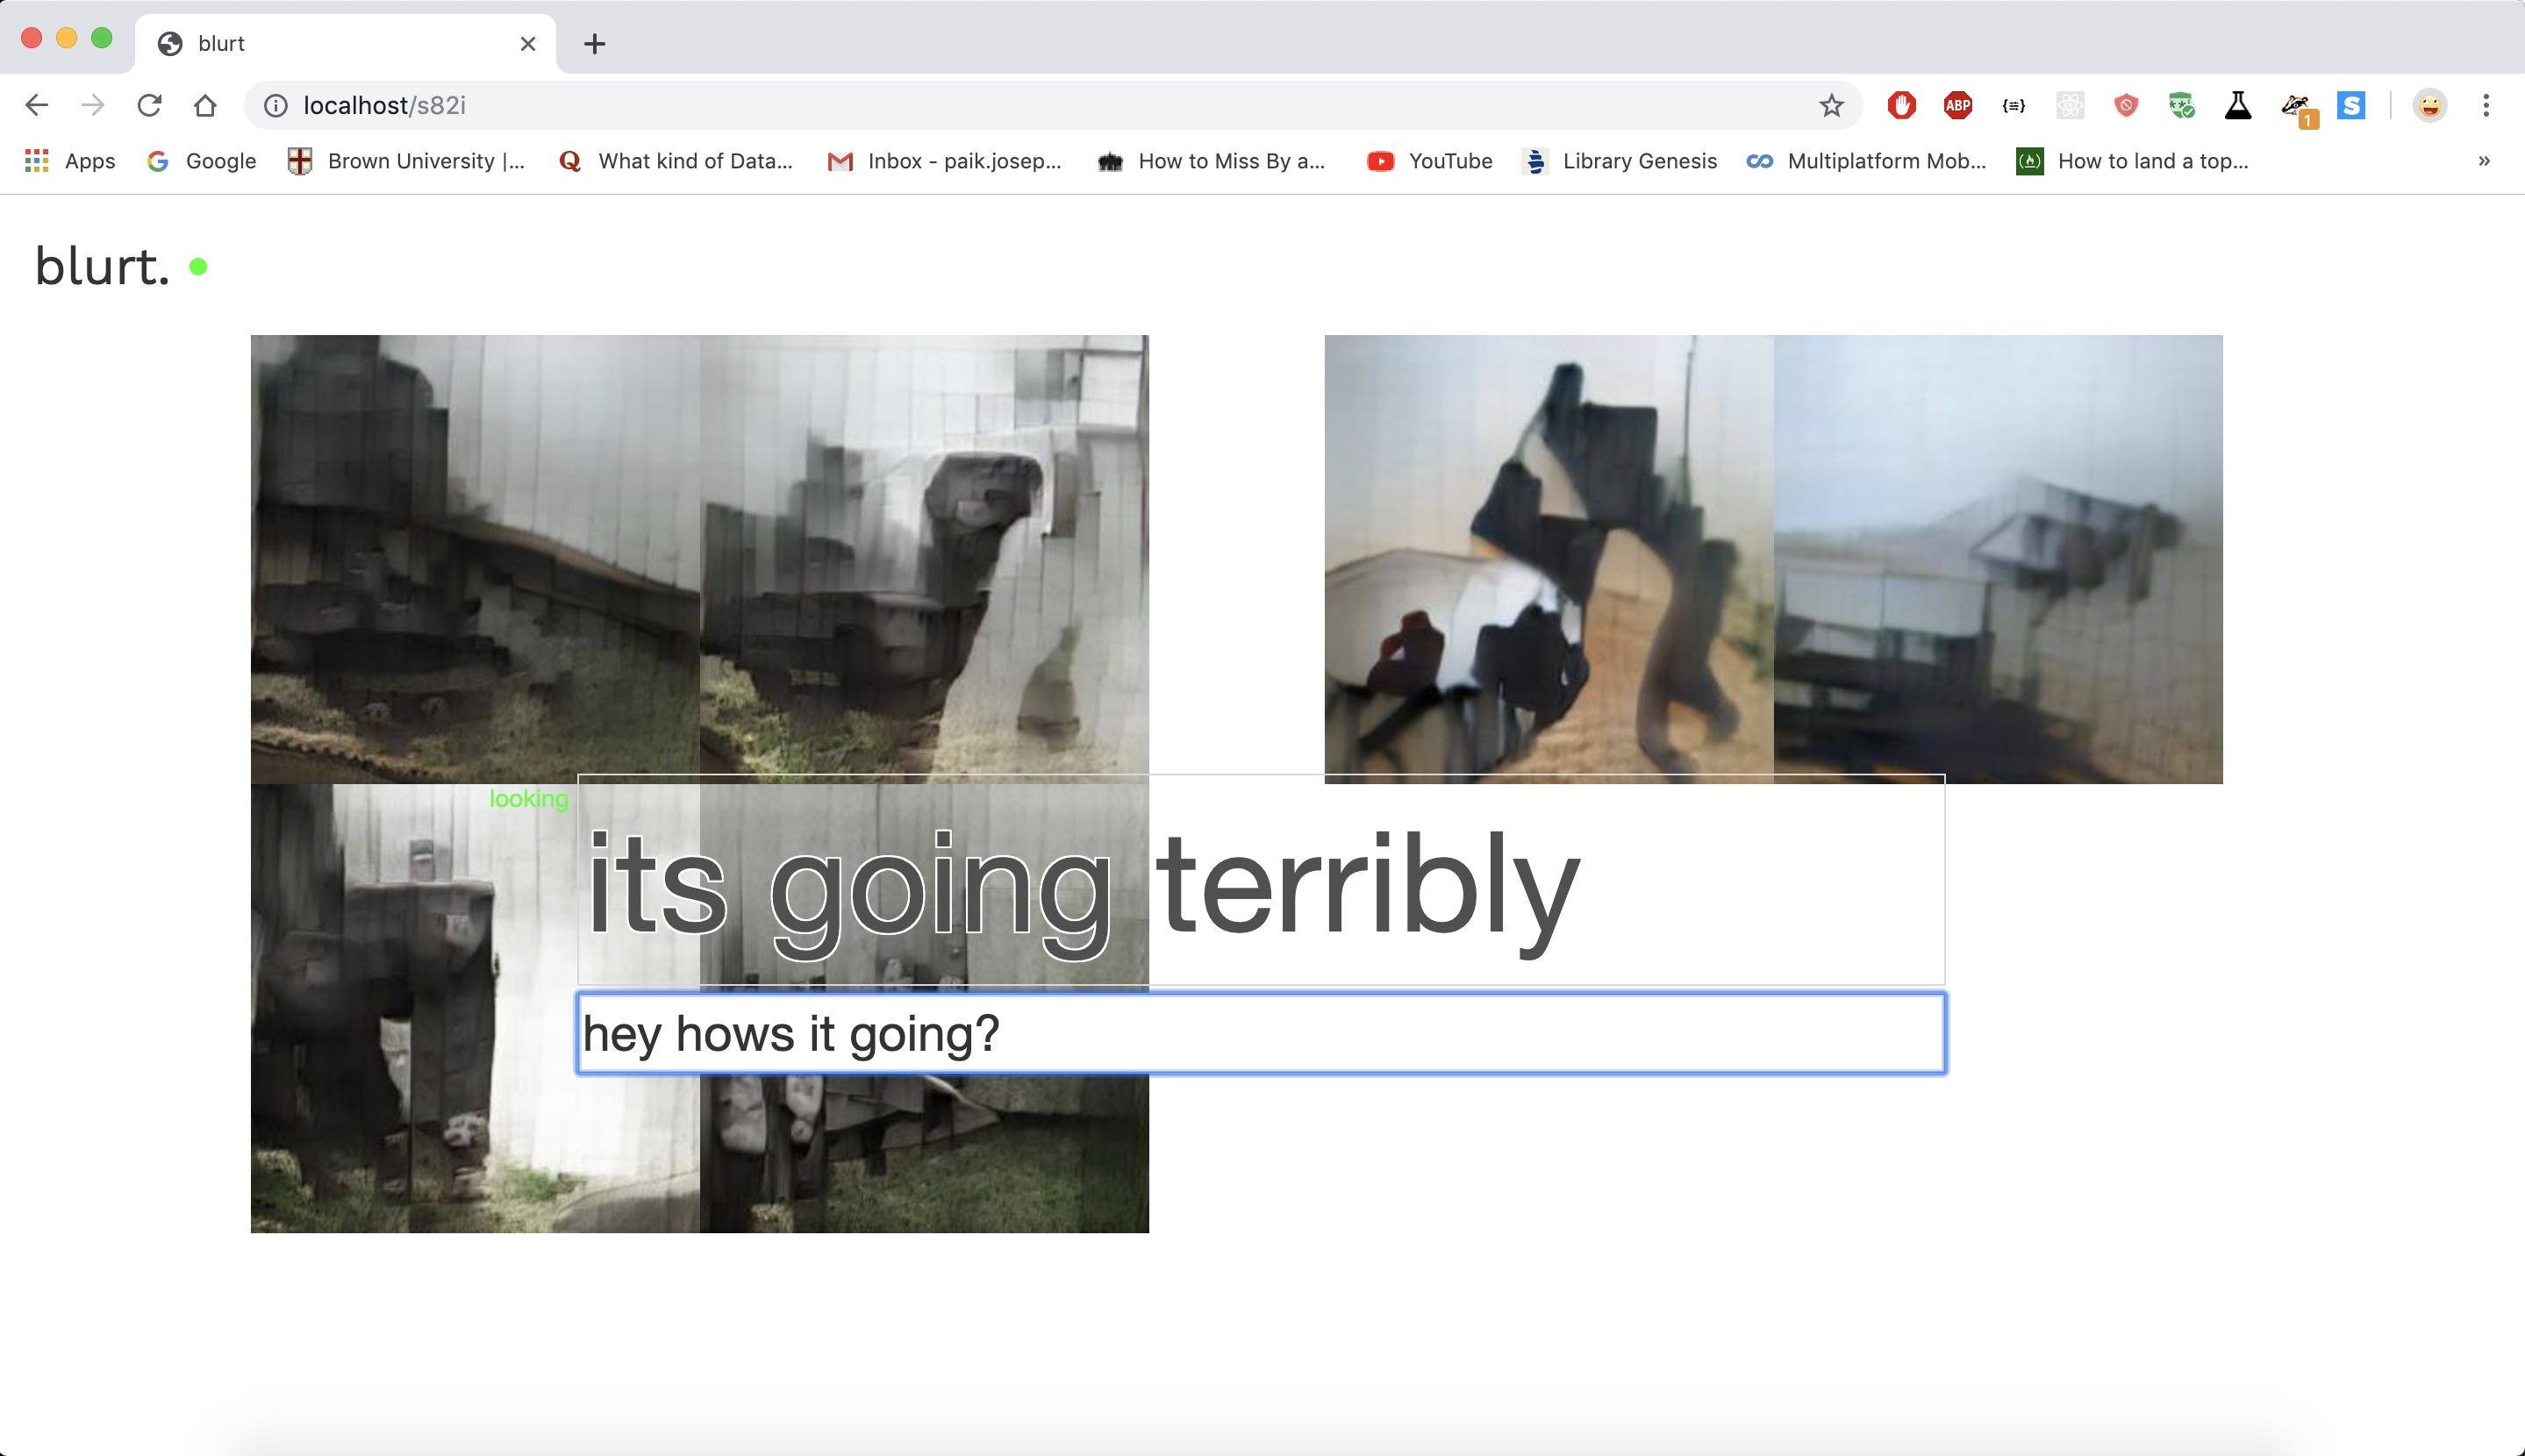 blurt
localhost/s82i
ABP
{≡}
1
S
Apps Google Brown University |... What kind of Data... Inbox - paik.josep... How to Miss By a... YouTube Library Genesis Multiplatform Mob... How to land a top... »
blurt.
looking
its going terribly
hey hows it going?